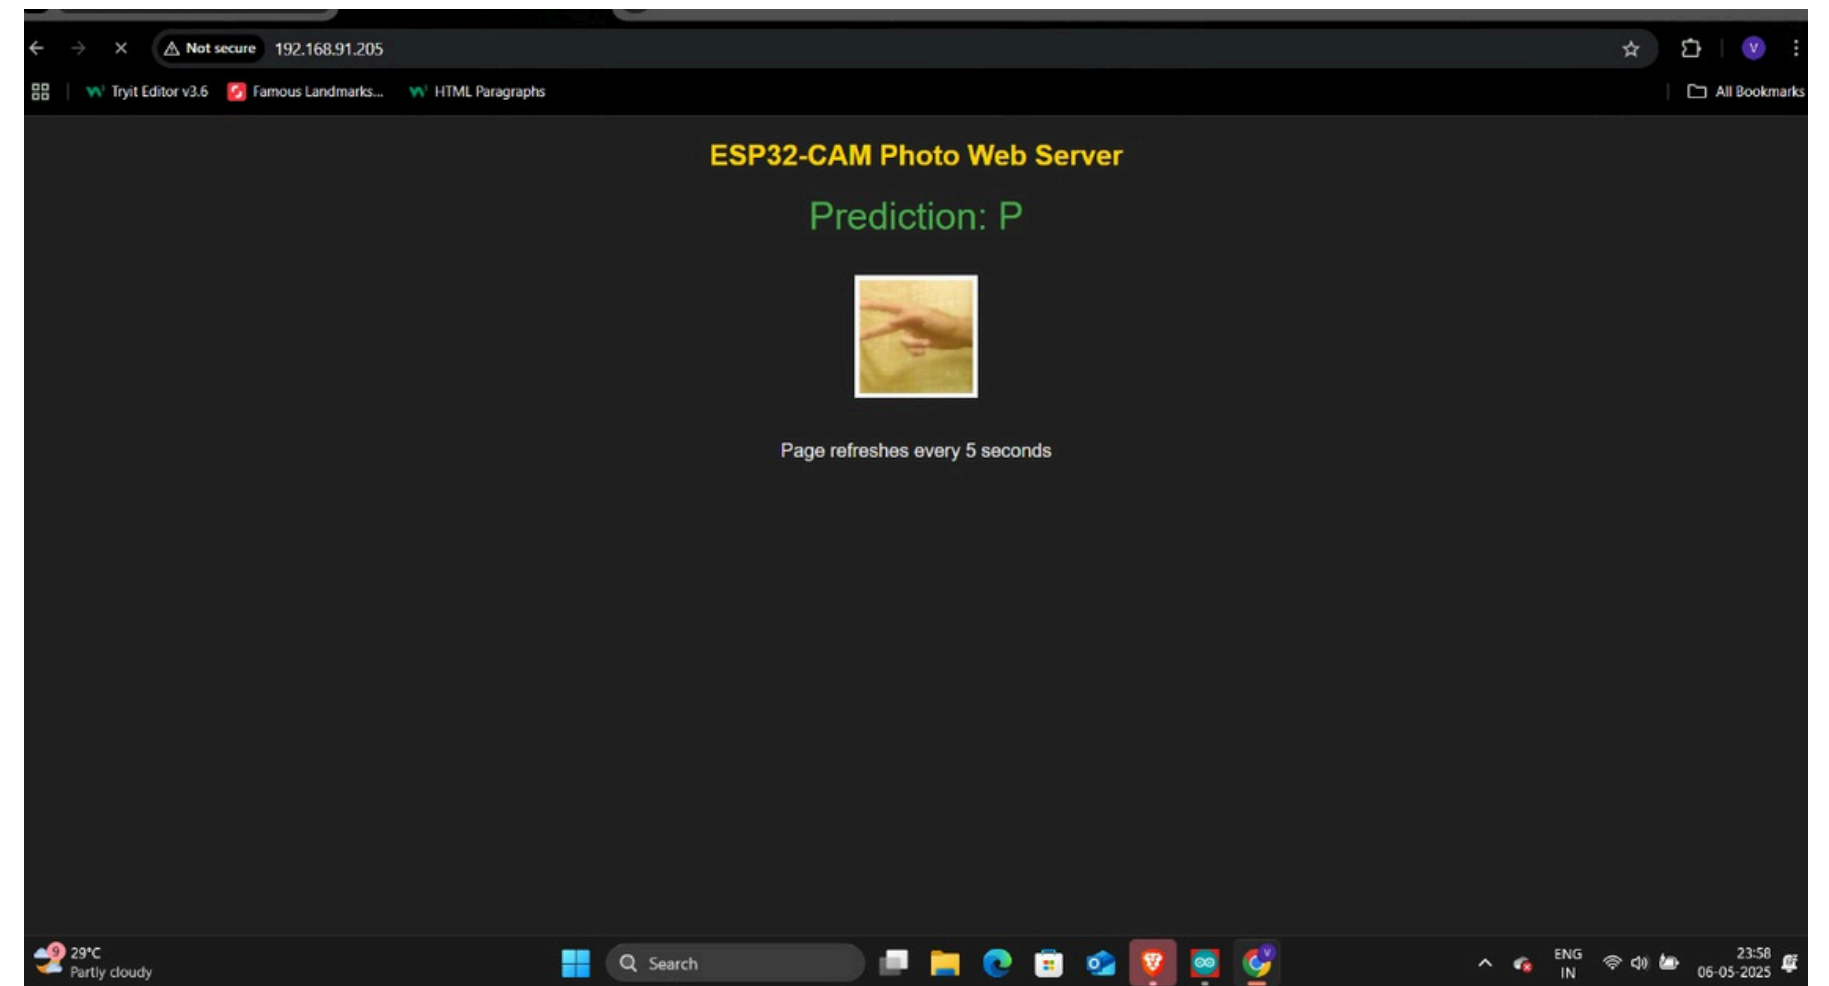 Not secure 192.168.91.205
V
Tryit Editor v3.6 Famous Landmarks... HTML Paragraphs All Bookmarks
ESP32-CAM Photo Web Server
Prediction: P
Page refreshes every 5 seconds
9 29°C
Partly cloudy
Search
V
ENG
IN
23:58
06-05-2025